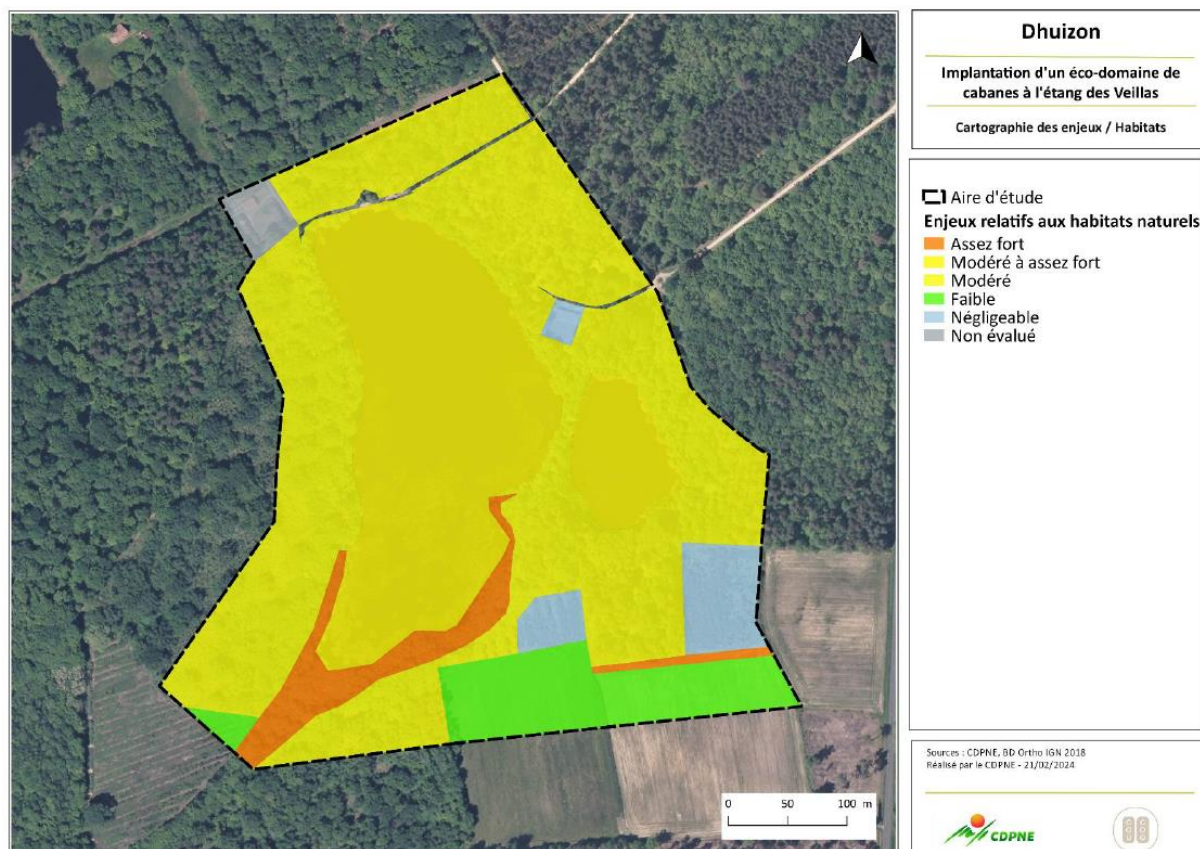 Dhuizon
Implantation d'un éco-domaine de
cabanes à l'étang des Veillas
Cartographie des enjeux / Habitats
Aire d'étude
Enjeux relatifs aux habitats naturels
Assez fort
Modéré à assez fort
Modéré
Faible
Négligeable
Non évalué
0 50 100 m
Sources : CDPNE, BD Ortho IGN 2018
Réalisé par le CDPNE - 21/02/2024
CDPNE